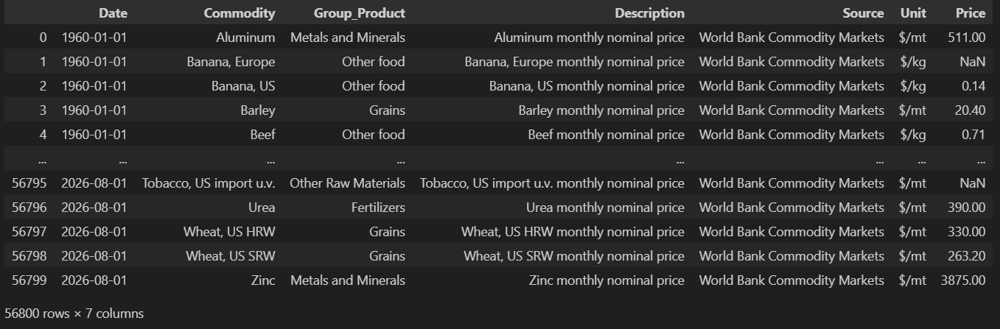 Date Commodity Group_Product Description Source Unit Price
0 1960-01-01 Aluminum Metals and Minerals Aluminum monthly nominal price World Bank Commodity Markets $/mt 511.00
1 1960-01-01 Banana, Europe Other food Banana, Europe monthly nominal price World Bank Commodity Markets $/kg NaN
2 1960-01-01 Banana, US Other food Banana, US monthly nominal price World Bank Commodity Markets $/kg 0.14
3 1960-01-01 Barley Grains Barley monthly nominal price World Bank Commodity Markets $/mt 20.40
4 1960-01-01 Beef Other food Beef monthly nominal price World Bank Commodity Markets $/kg 0.71
... ... ... ... ... ... ... ...
56795 2026-08-01 Tobacco, US import u.v. Other Raw Materials Tobacco, US import u.v. monthly nominal price World Bank Commodity Markets $/mt NaN
56796 2026-08-01 Urea Fertilizers Urea monthly nominal price World Bank Commodity Markets $/mt 390.00
56797 2026-08-01 Wheat, US HRW Grains Wheat, US HRW monthly nominal price World Bank Commodity Markets $/mt 330.00
56798 2026-08-01 Wheat, US SRW Grains Wheat, US SRW monthly nominal price World Bank Commodity Markets $/mt 263.20
56799 2026-08-01 Zinc Metals and Minerals Zinc monthly nominal price World Bank Commodity Markets $/mt 3875.00
56800 rows × 7 columns